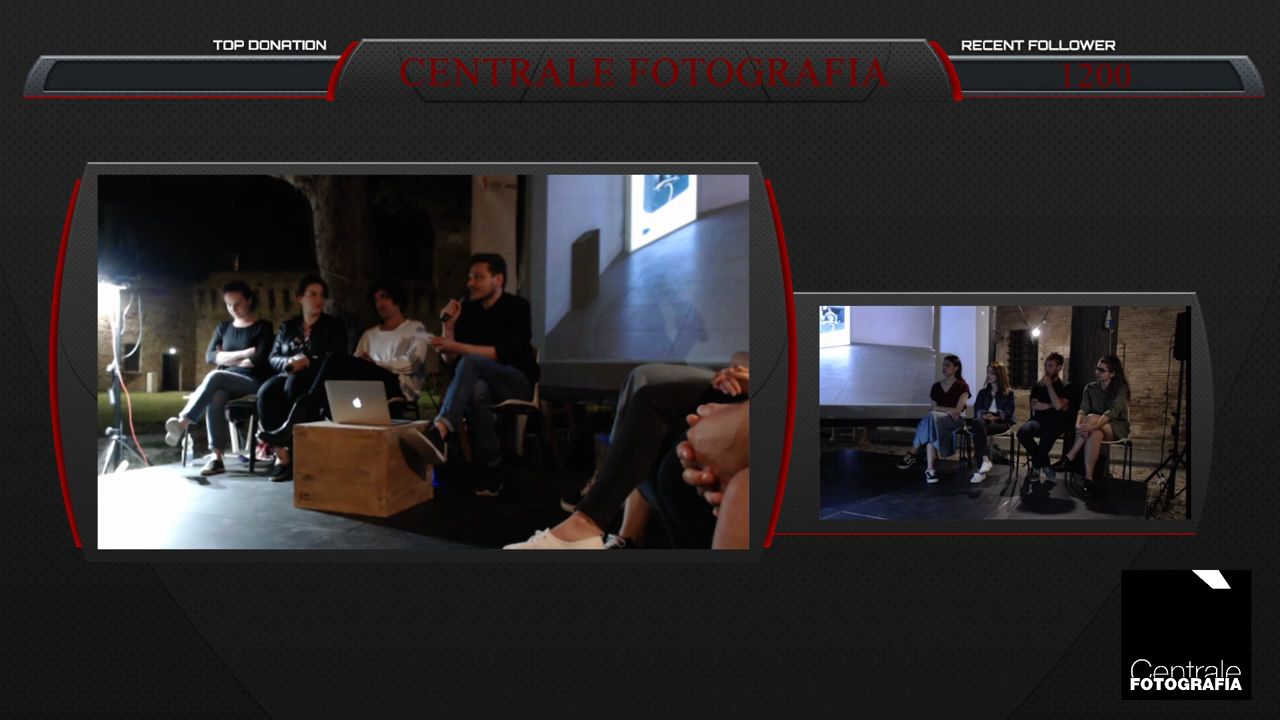 TOP DONATION
CENTRALE FOTOGRAFIA
RECENT FOLLOWER
1200
Centrale
FOTOGRAFIA